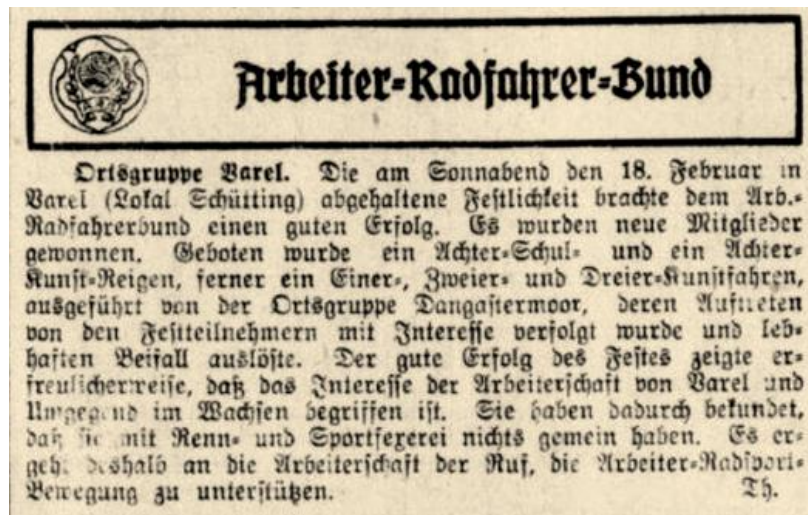 Arbeiter-Radfahrer-Bund
Ortsgruppe Varel. Die am Sonnabend den 18. Februar in
Varel (Lokal Schütting) abgehaltene Festlichkeit brachte dem Arb.-
Radfahrerbund einen guten Erfolg. Es wurden neue Mitglieder
gewonnen. Geboten wurde ein Achter-Schul- und ein Achter-
Kunst-Reigen, ferner ein Einer-, Zweier- und Dreier-Kunstfahren,
ausgeführt von der Ortsgruppe Dangastermoor, deren Auftreten
von den Festteilnehmern mit Interesse verfolgt wurde und leb-
haften Beifall auslöste. Der gute Erfolg des Festes zeigte er-
freulicherweise, daß das Interesse der Arbeiterschaft von Varel und
Umgegend im Wachsen begriffen ist. Sie haben dadurch bekundet,
daß sie mit Renn- und Sportfexerei nichts gemein haben. Es er-
geht deshalb an die Arbeiterschaft der Ruf, die Arbeiter-Radsport-
Bewegung zu unterstützen. Th.